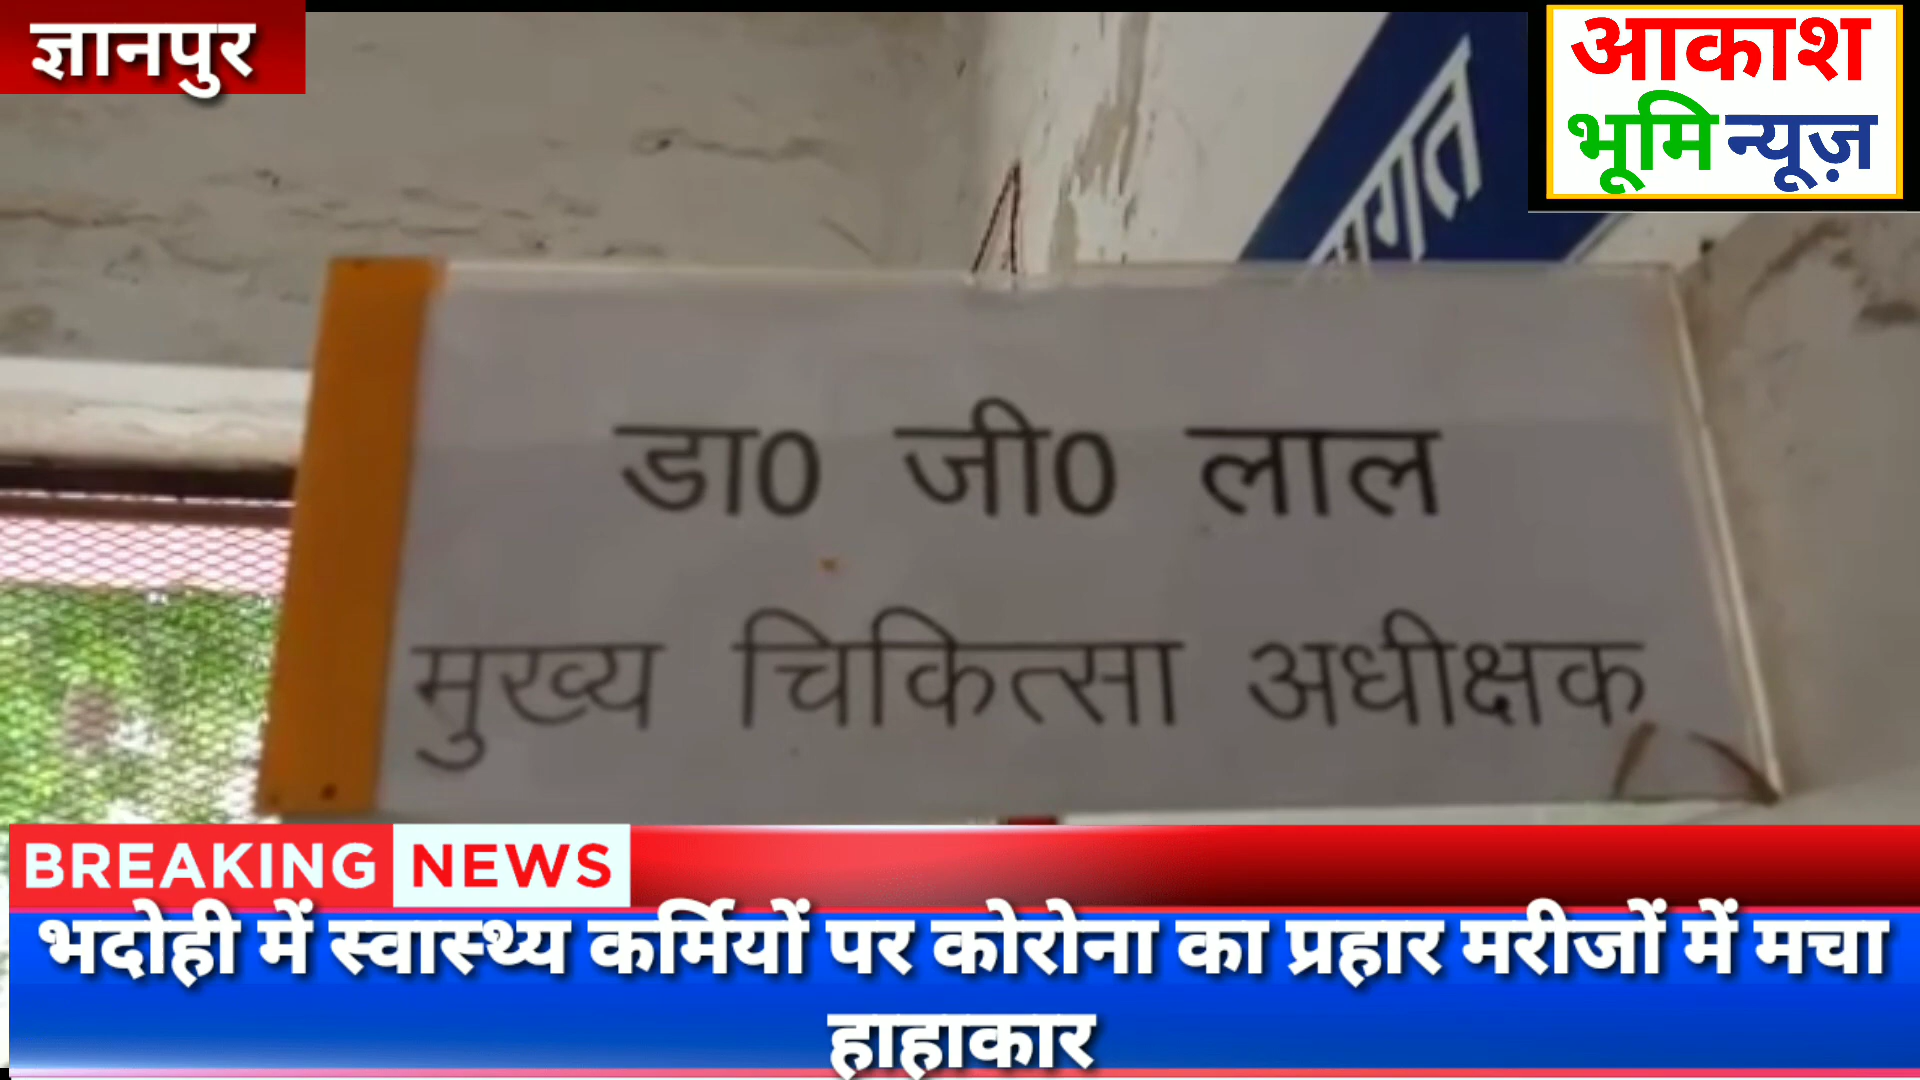 ज्ञानपुर
आकाश
भूमि न्यूज़
डा0 जी0 लाल
मुख्य चिकित्सा अधीक्षक
BREAKING NEWS
भदोही में स्वास्थ्य कर्मियों पर कोरोना का प्रहार मरीजों में मचा
हाहाकार